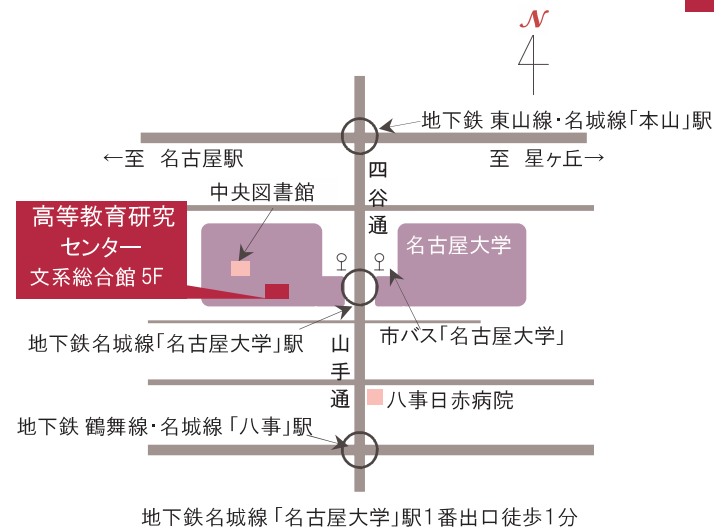 N
地下鉄 東山線・名城線「本山」駅
←至 名古屋駅
至 星ヶ丘→
四谷通
中央図書館
高等教育研究
センター
文系総合館 5F
名古屋大学
地下鉄名城線「名古屋大学」駅
市バス「名古屋大学」
山手通
八事日赤病院
地下鉄 鶴舞線・名城線「八事」駅
地下鉄名城線「名古屋大学」駅1番出口徒歩1分